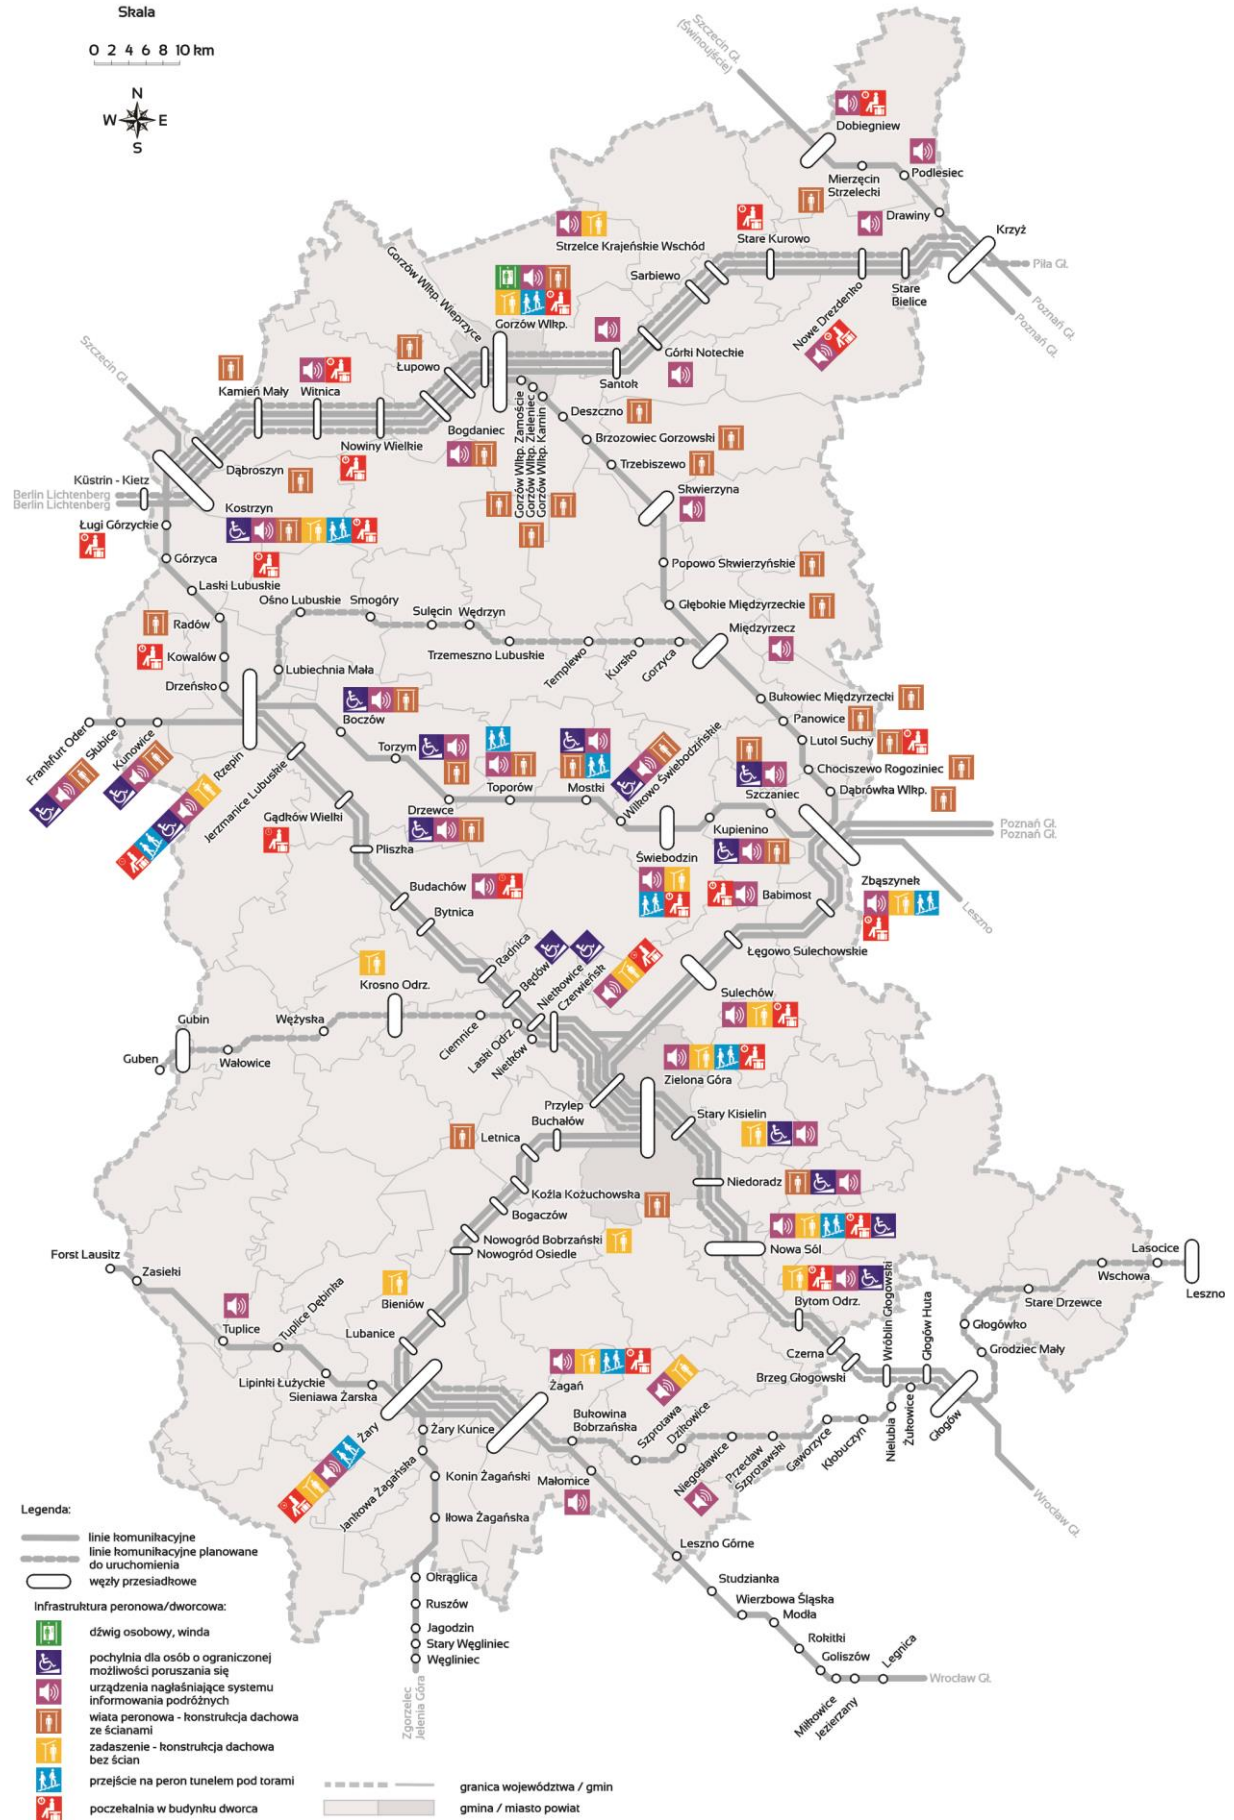 Skala
0 2 4 6 8 10 km
N
W E
S
Szczecin Gł.
(Świnoujście)
Dobiegniew
Mierzęcin
Strzelecki
Podlesiec
Drawiny
Krzyż
Piła Gł.
Poznań Gł.
Poznań Gł.
Strzelce Krajeńskie Wschód
Stare Kurowo
Sarbiewo
Stare
Bielice
Nowe Drezdenko
Gorzów Wlkp. Wieprzyce
Gorzów Wlkp.
Górki Noteckie
Santok
Szczecin Gł.
Kamień Mały
Witnica
Łupowo
Nowiny Wielkie
Bogdaniec
Gorzów Wlkp. Zamoście
Gorzów Wlkp. Zieleniec
Gorzów Wlkp. Kamin
Deszczno
Brzozowiec Gorzowski
Trzebiszewo
Skwierzyna
Dąbroszyn
Küstrin - Kietz
Berlin Lichtenberg
Berlin Lichtenberg
Kostrzyn
Ługi Górzyckie
Górzyca
Laski Lubuskie
Popowo Skwierzyńskie
Głębokie Międzyrzeckie
Międzyrzecz
Ośno Lubuskie
Smogóry
Sulęcin
Wędrzyn
Trzemeszno Lubuskie
Templewo
Kursko
Gorzyca
Radów
Kowalów
Drzeńsko
Lubiechnia Mała
Bukowiec Międzyrzecki
Panowice
Lutol Suchy
Chociszewo Rogoziniec
Dąbrówka Wlkp.
Frankfurt Oder
Słubice
Kunowice
Rzepin
Jerzmanice Lubuskie
Boczów
Torzym
Drzewce
Toporów
Mostki
Wilkowo Świebodzińskie
Świebodzin
Kupienino
Szczaniec
Poznań Gł.
Poznań Gł.
Zbąszynek
Leszno
Gądków Wielki
Pliszka
Budachów
Bytnica
Babimost
Łęgowo Sulechowskie
Sulechów
Radnica
Będów
Nietkowice
Czerwieńsk
Krosno Odrz.
Wężyska
Gubin
Guben
Wałowice
Ciemnice
Laski Odrz.
Nietków
Zielona Góra
Przylep
Buchałów
Letnica
Stary Kisielin
Niedoradz
Koźla Kożuchowska
Bogaczów
Nowogród Bobrzański
Nowogród Osiedle
Nowa Sól
Bytom Odrz.
Bieniów
Lubanice
Forst Lausitz
Zasieki
Tuplice
Tuplice Dębinka
Lipinki Łużyckie
Sieniawa Żarska
Żary
Żagań
Czerna
Brzeg Głogowski
Wróblin Głogowski
Głogów Huta
Głogówko
Grodziec Mały
Stare Drzewce
Wschowa
Lasocice
Leszno
Głogów
Żukowice
Nielubia
Kłobuczyn
Gaworzyce
Przecław
Szprotawski
Niegosławice
Dzikowice
Szprotawa
Bukowina
Bobrzańska
Małomice
Wrocław Gł.
Żary Kunice
Jankowa Żagańska
Konin Żagański
Iłowa Żagańska
Okrąglica
Ruszów
Jagodzin
Stary Węgliniec
Węgliniec
Zgorzelec
Jelenia Góra
Leszno Górne
Studzianka
Wierzbowa Śląska
Modła
Rokitki
Goliszów
Legnica
Wrocław Gł.
Miłkowice
Jezierzany
Legenda:
linie komunikacyjne
linie komunikacyjne planowane
do uruchomienia
węzły przesiadkowe
Infrastruktura peronowa/dworcowa:
dźwig osobowy, winda
pochylnia dla osób o ograniczonej
możliwości poruszania się
urządzenia nagłaśniające systemu
informowania podróżnych
wiata peronowa - konstrukcja dachowa
ze ścianami
zadaszenie - konstrukcja dachowa
bez ścian
przejście na peron tunelem pod torami
poczekalnia w budynku dworca
granica województwa / gmin
gmina / miasto powiat